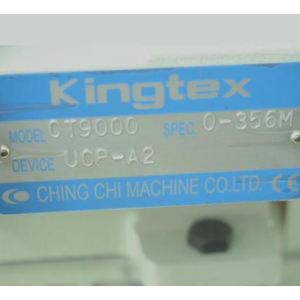 Kingtex
MODEL CT9000 SPEC 0-356M
DEVICE UCP-A2
CHING CHI MACHINE CO.LTD. CE